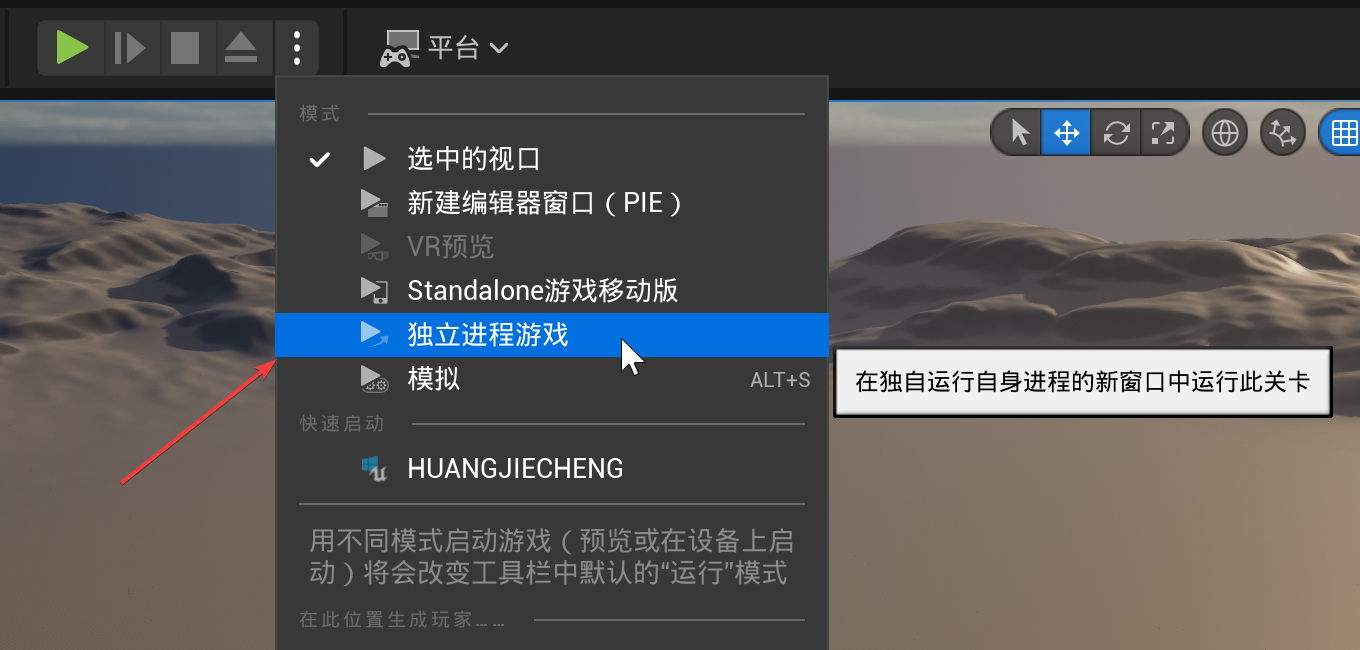 平台
模式
选中的视口
新建编辑器窗口（PIE）
VR预览
Standalone游戏移动版
独立进程游戏
在独自运行自身进程的新窗口中运行此关卡
模拟 ALT+S
快速启动
HUANGJIECHENG
用不同模式启动游戏（预览或在设备上启
动）将会改变工具栏中默认的“运行”模式
在此位置生成玩家……